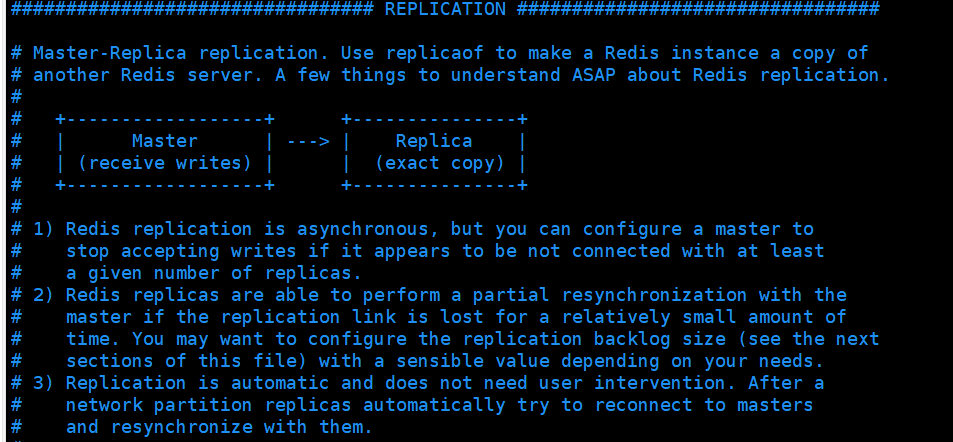 ################################# REPLICATION #################################
# Master-Replica replication. Use replicaof to make a Redis instance a copy of
# another Redis server. A few things to understand ASAP about Redis replication.
#
#   +------------------+      +---------------+
#   |      Master      | ---> |    Replica    |
#   | (receive writes) |      |  (exact copy) |
#   +------------------+      +---------------+
#
# 1) Redis replication is asynchronous, but you can configure a master to
#    stop accepting writes if it appears to be not connected with at least
#    a given number of replicas.
# 2) Redis replicas are able to perform a partial resynchronization with the
#    master if the replication link is lost for a relatively small amount of
#    time. You may want to configure the replication backlog size (see the next
#    sections of this file) with a sensible value depending on your needs.
# 3) Replication is automatic and does not need user intervention. After a
#    network partition replicas automatically try to reconnect to masters
#    and resynchronize with them.